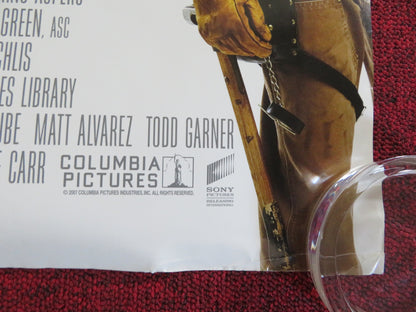 GREEN, ASC
CHLIS
ES LIBRARY
UBE MATT ALVAREZ TODD GARNER
E CARR COLUMBIA PICTURES
SONY PICTURES RELEASING INTERNATIONAL
© 2007 COLUMBIA PICTURES INDUSTRIES, INC. ALL RIGHTS RESERVED.